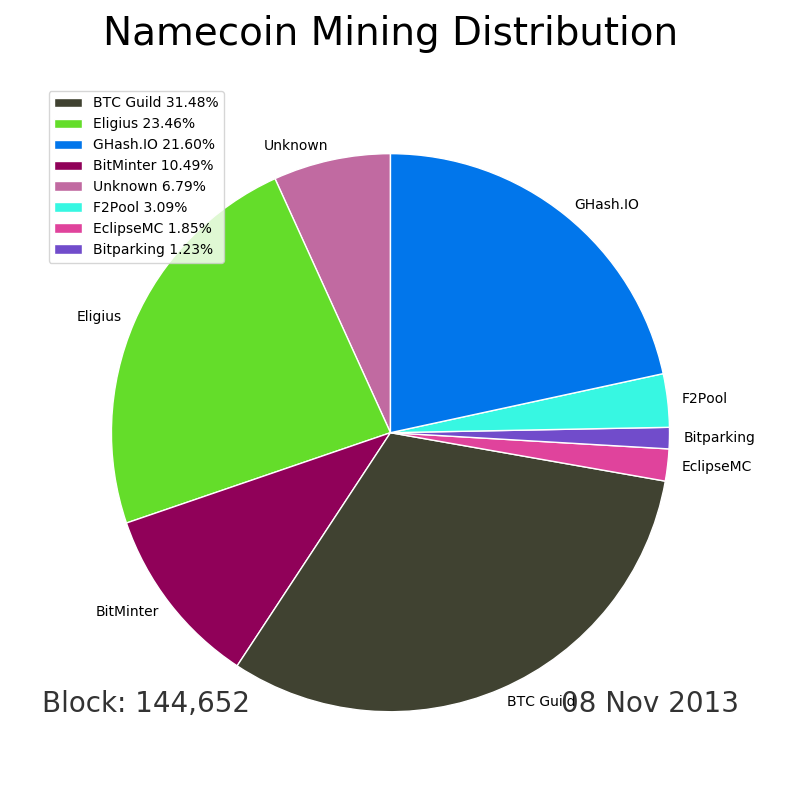 Namecoin Mining Distribution
BTC Guild 31.48%
Eligius 23.46%
GHash.IO 21.60%
BitMinter 10.49%
Unknown 6.79%
F2Pool 3.09%
EclipseMC 1.85%
Bitparking 1.23%
Unknown
GHash.IO
Eligius
F2Pool
Bitparking
EclipseMC
BitMinter
BTC Guild
Block: 144,652
08 Nov 2013